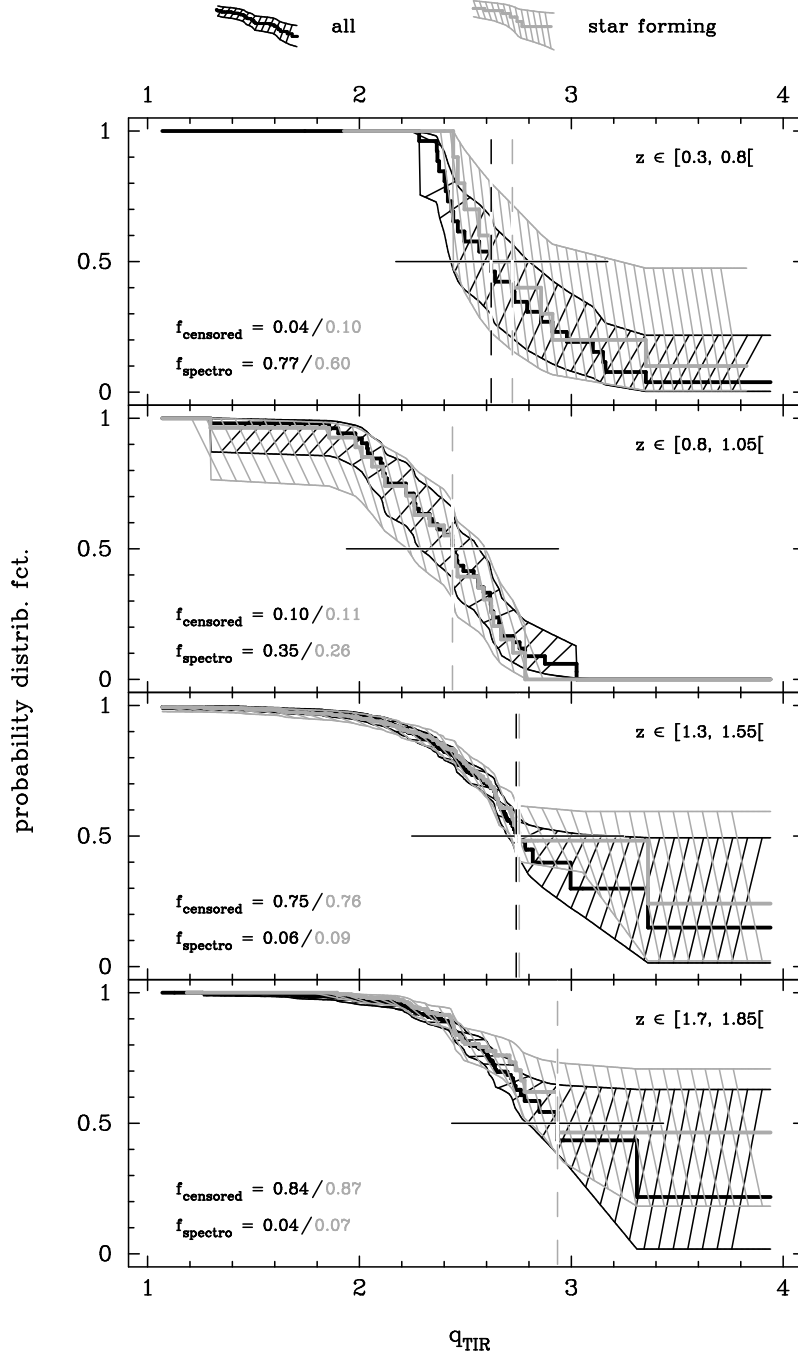 all star forming
1 2 3 4
1
z ∈ [0.3, 0.8[
0.5
f_censored = 0.04/0.10
f_spectro = 0.77/0.60
0
1
z ∈ [0.8, 1.05[
0.5
f_censored = 0.10/0.11
f_spectro = 0.35/0.26
0
probability distrib. fct.
1
z ∈ [1.3, 1.55[
0.5
f_censored = 0.75/0.76
f_spectro = 0.06/0.09
0
1
z ∈ [1.7, 1.85[
0.5
f_censored = 0.84/0.87
f_spectro = 0.04/0.07
0
1 2 3 4
q_TIR